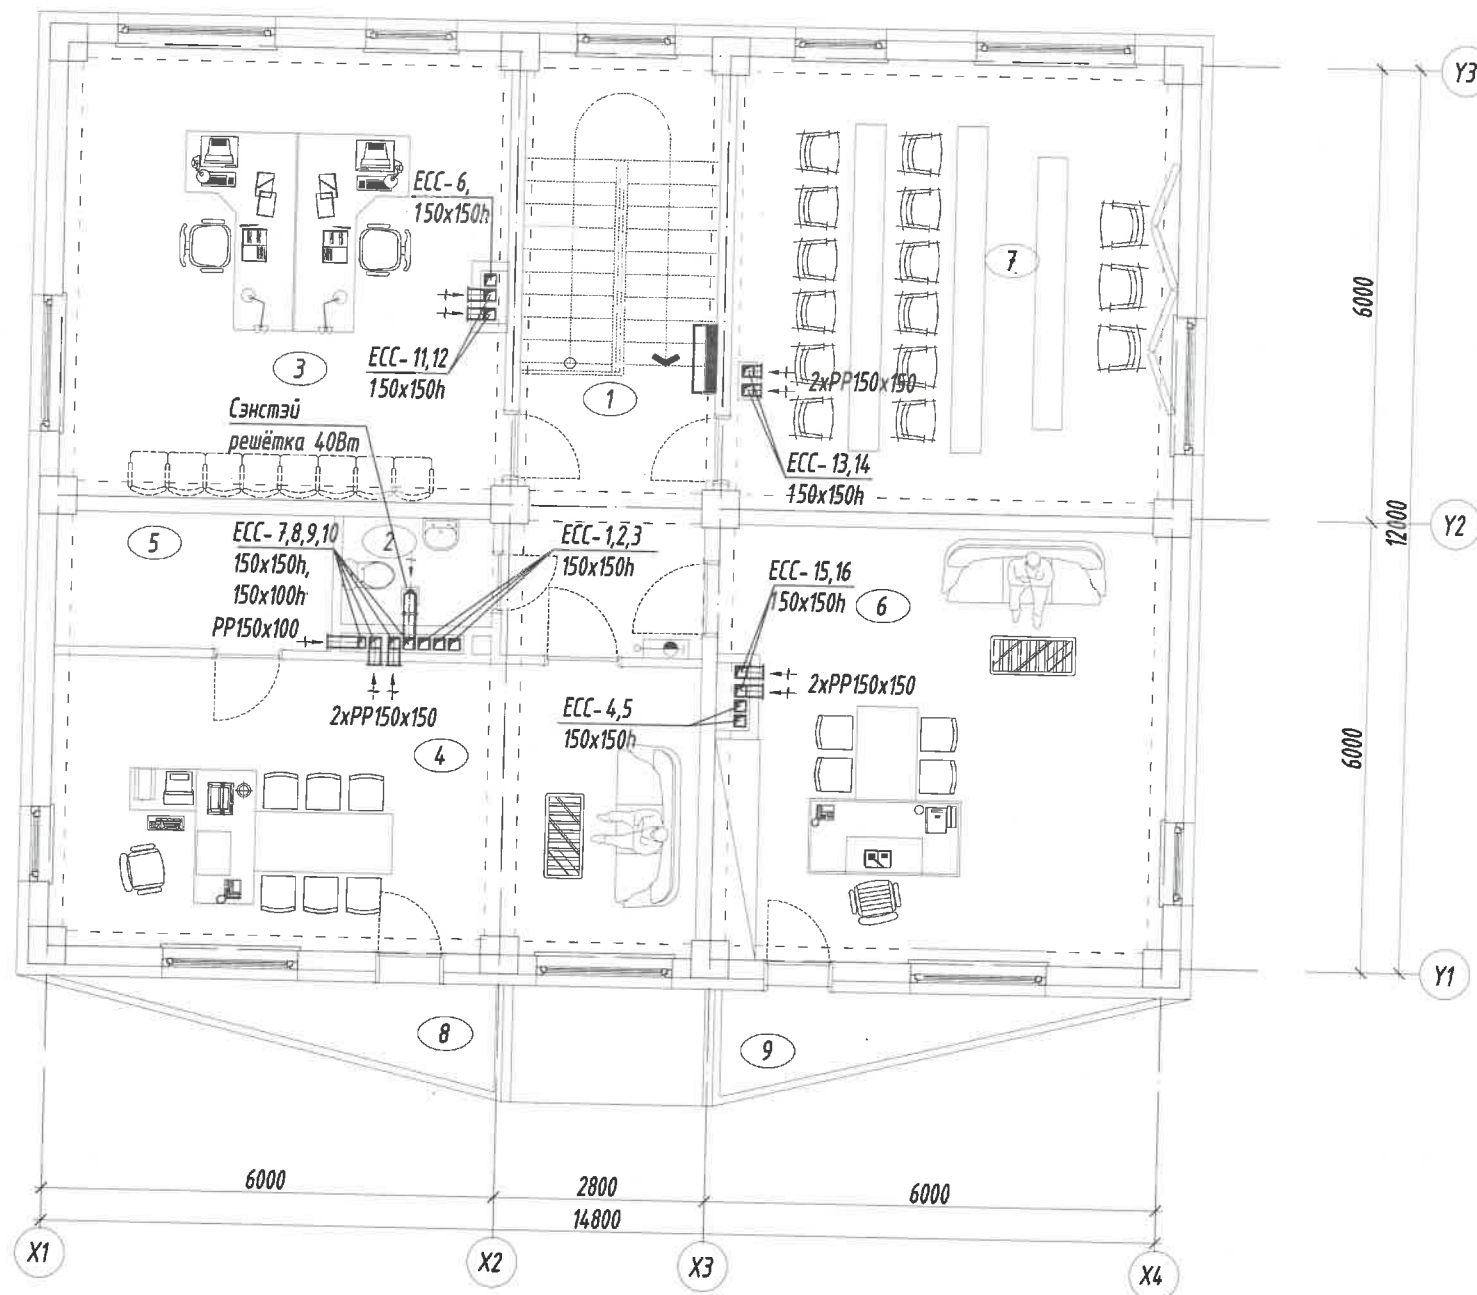 Y3
ECC-6,
150x150h
6000
7
ECC-11,12
150x150h
3
1
2xPP150x150
Сэнстэй
решётка 40Вт
ECC-13,14
150x150h
5
ECC-7,8,9,10
150x150h,
150x100h
2
ECC-1,2,3
150x150h
12000
Y2
ECC-15,16
150x150h
6
PP150x100
2xPP150x150
2xPP150x150
ECC-4,5
150x150h
4
6000
Y1
8
9
6000
2800
6000
14800
X1
X2
X3
X4